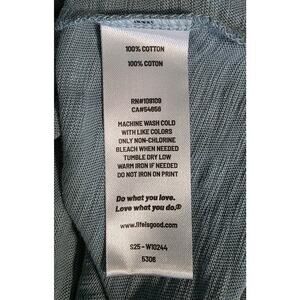 100% COTTON
100% COTON
RN#109109
CA#54656
MACHINE WASH COLD
WITH LIKE COLORS
ONLY NON-CHLORINE
BLEACH WHEN NEEDED
TUMBLE DRY LOW
WARM IRON IF NEEDED
DO NOT IRON ON PRINT
Do what you love.
Love what you do.®
www.lifeisgood.com
S25 - W10244
5306